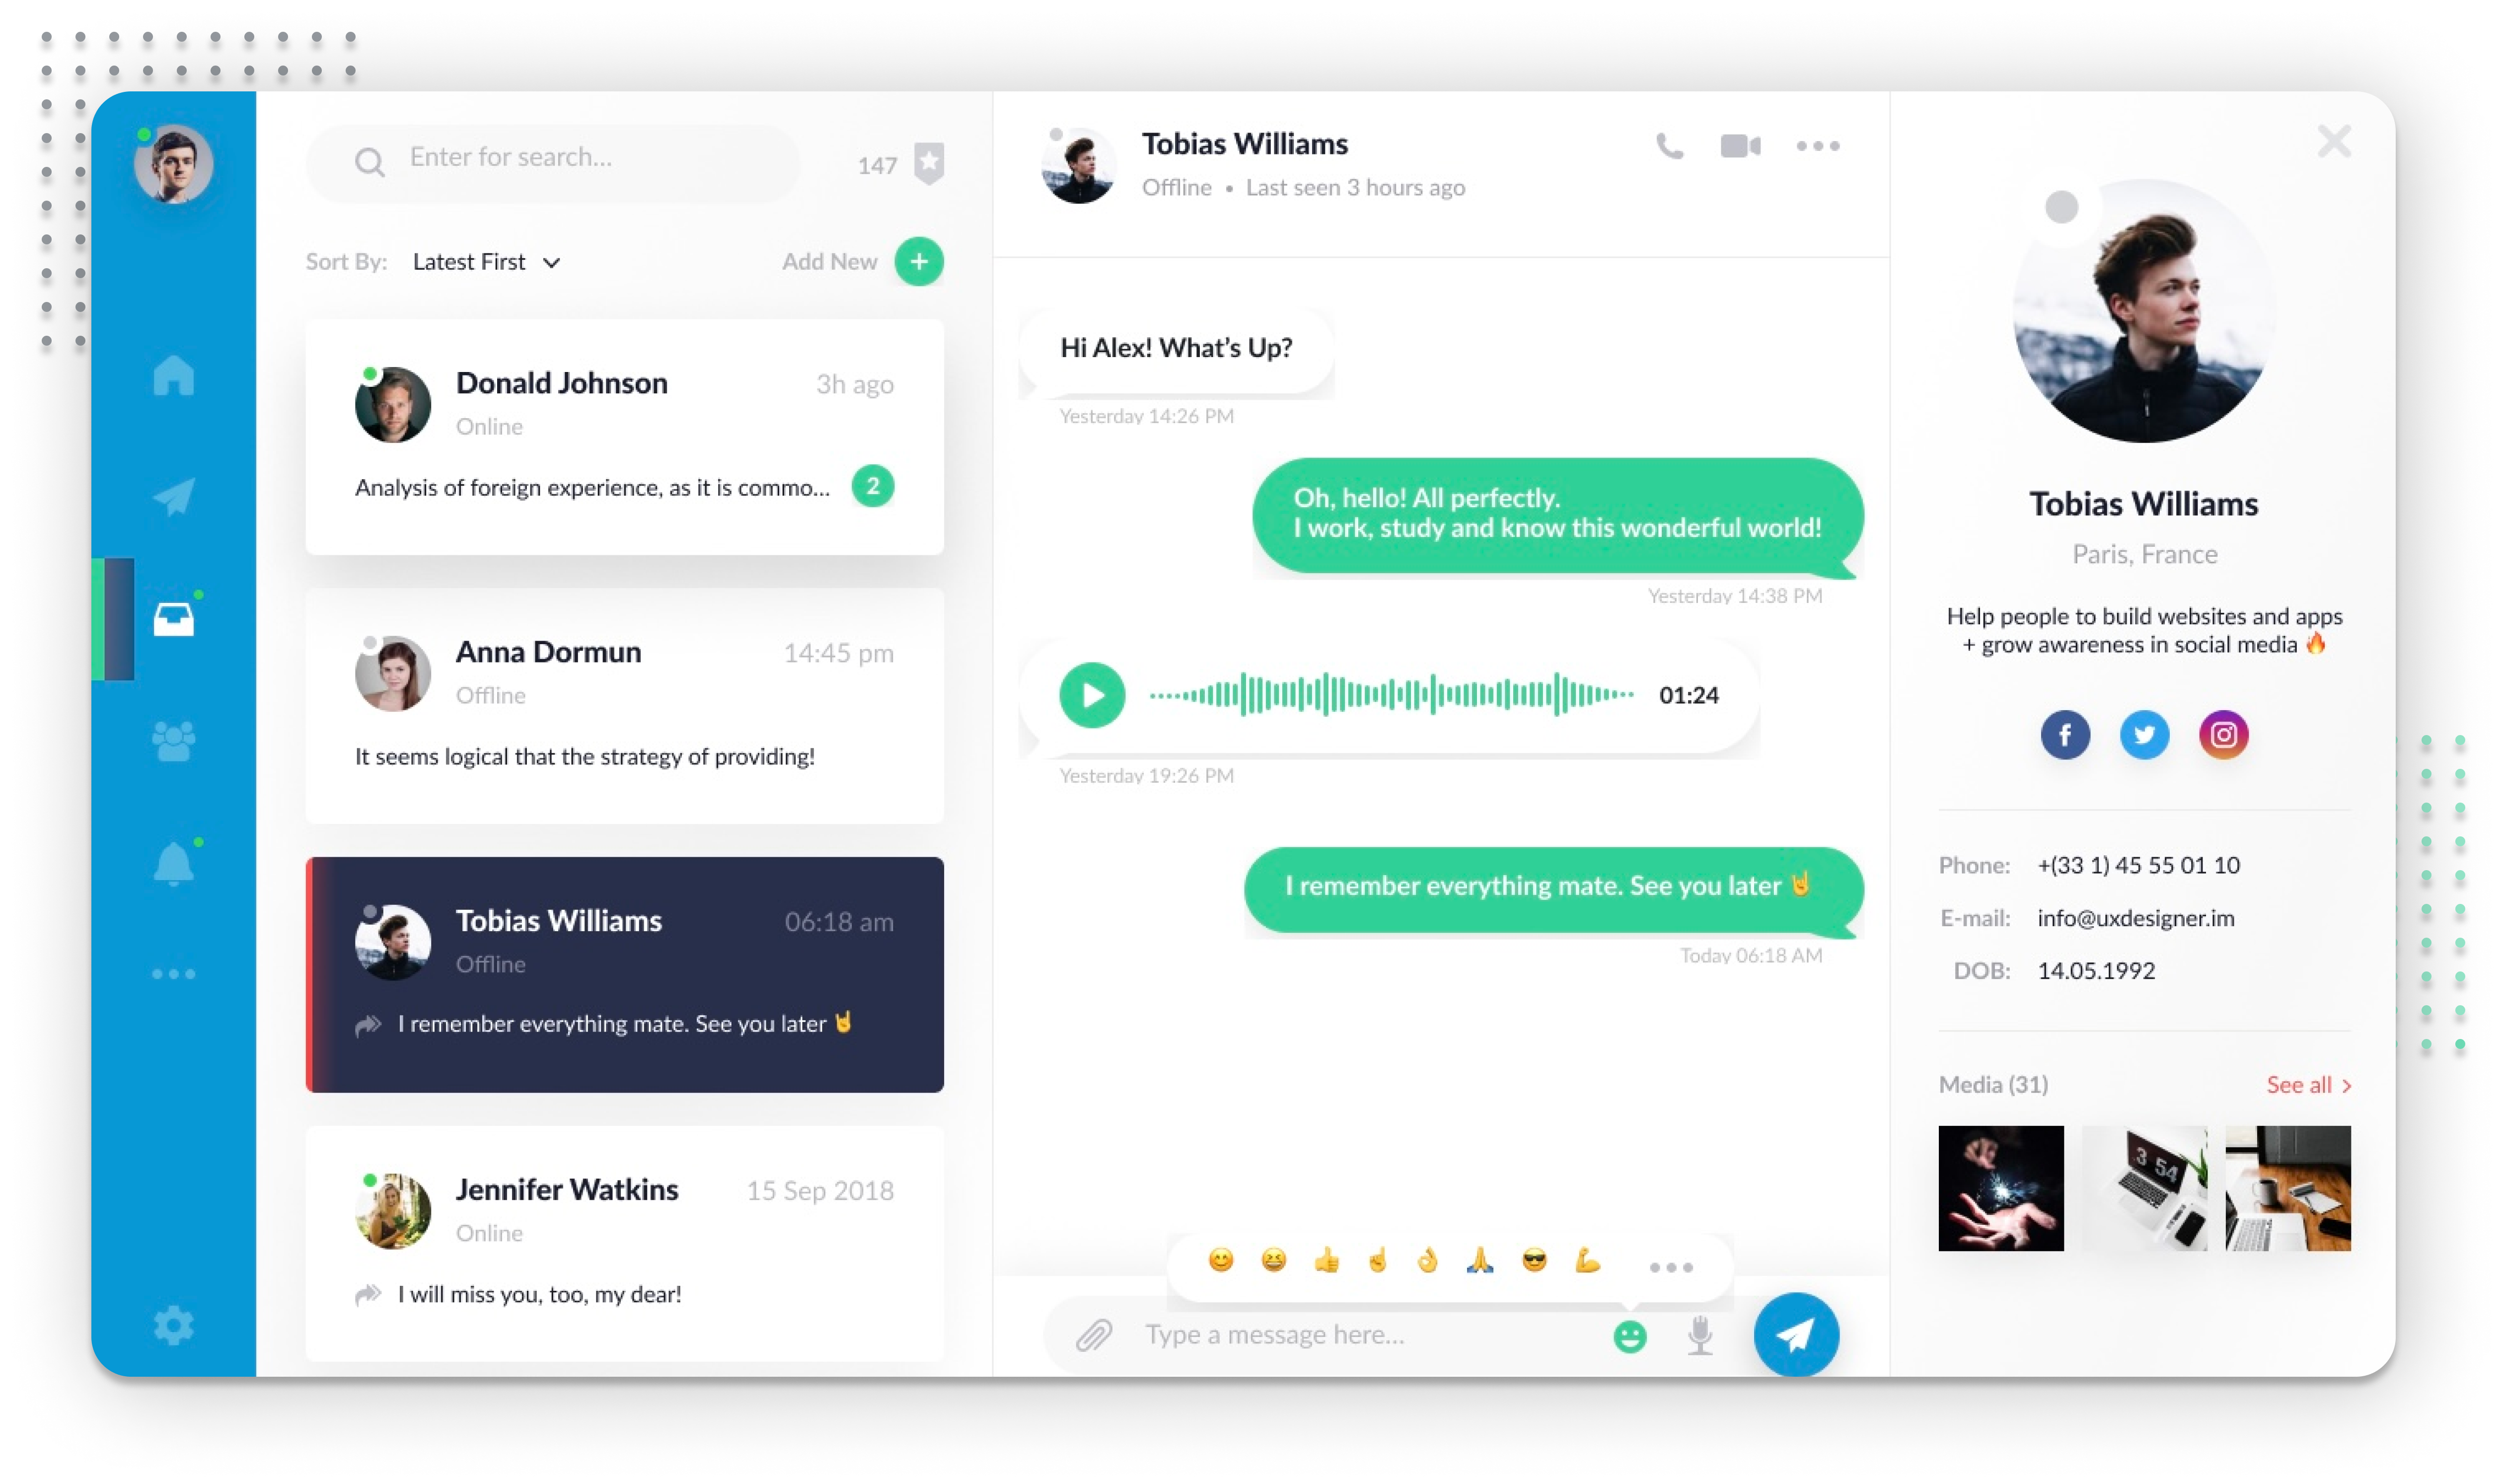 Enter for search...
147
Sort By: Latest First
Add New
Donald Johnson
3h ago
Online
Analysis of foreign experience, as it is commo...
2
Anna Dormun
14:45 pm
Offline
It seems logical that the strategy of providing!
Tobias Williams
06:18 am
Offline
I remember everything mate. See you later 🤘
Jennifer Watkins
15 Sep 2018
Online
I will miss you, too, my dear!
Tobias Williams
Offline • Last seen 3 hours ago
Hi Alex! What's Up?
Yesterday 14:26 PM
Oh, hello! All perfectly.
I work, study and know this wonderful world!
Yesterday 14:38 PM
01:24
Yesterday 19:26 PM
I remember everything mate. See you later 🤘
Today 06:18 AM
😊 😆 👍 ☝️ 👌 🙏 😎 💪
Type a message here...
Tobias Williams
Paris, France
Help people to build websites and apps
+ grow awareness in social media 🔥
Phone: +(33 1) 45 55 01 10
E-mail: info@uxdesigner.im
DOB: 14.05.1992
Media (31)
See all >
3 54